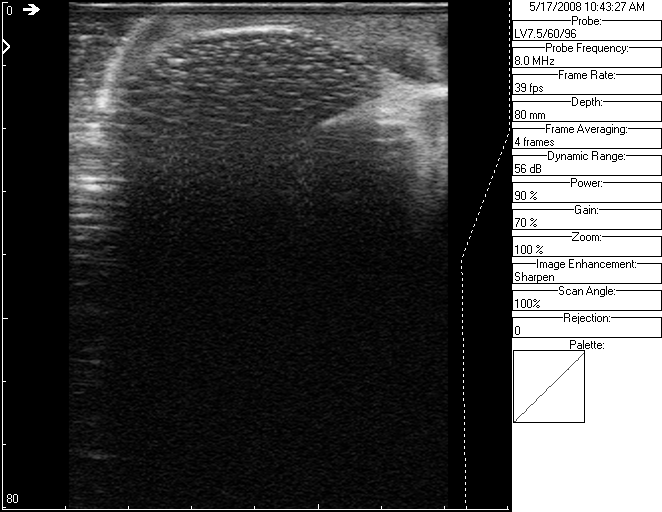 0
80
5/17/2008 10:43:27 AM
Probe:
LV7.5/60/96
Probe Frequency:
8.0 MHz
Frame Rate:
39 fps
Depth:
80 mm
Frame Averaging:
4 frames
Dynamic Range:
56 dB
Power:
90 %
Gain:
70 %
Zoom:
100 %
Image Enhancement:
Sharpen
Scan Angle:
100%
Rejection:
0
Palette: